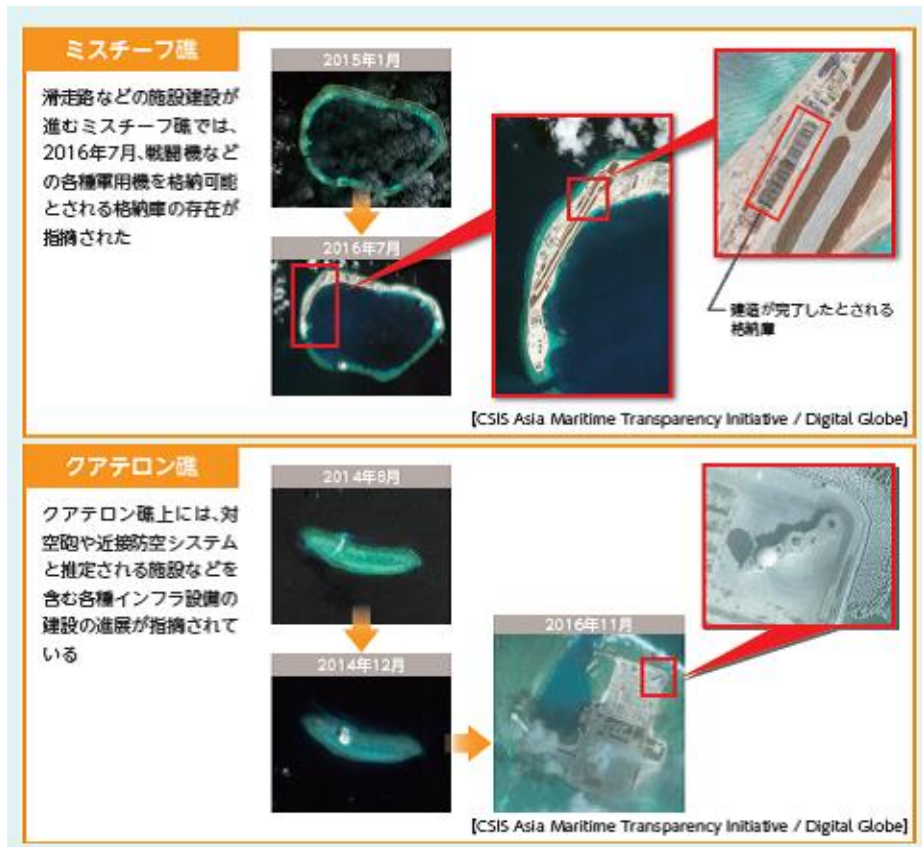 ミスチーフ礁
滑走路などの施設建設が
進むミスチーフ礁では、
2016年7月、戦闘機など
の各種軍用機を格納可能
とされる格納庫の存在が
指摘された
2015年1月
2016年7月
建造が完了したとされる
格納庫
[CSIS Asia Maritime Transparency Initiative / Digital Globe]
クアテロン礁
クアテロン礁上には、対
空砲や近接防空システム
と推定される施設などを
含む各種インフラ設備の
建設の進展が指摘されて
いる
2014年8月
2014年12月
2016年11月
[CSIS Asia Maritime Transparency Initiative / Digital Globe]